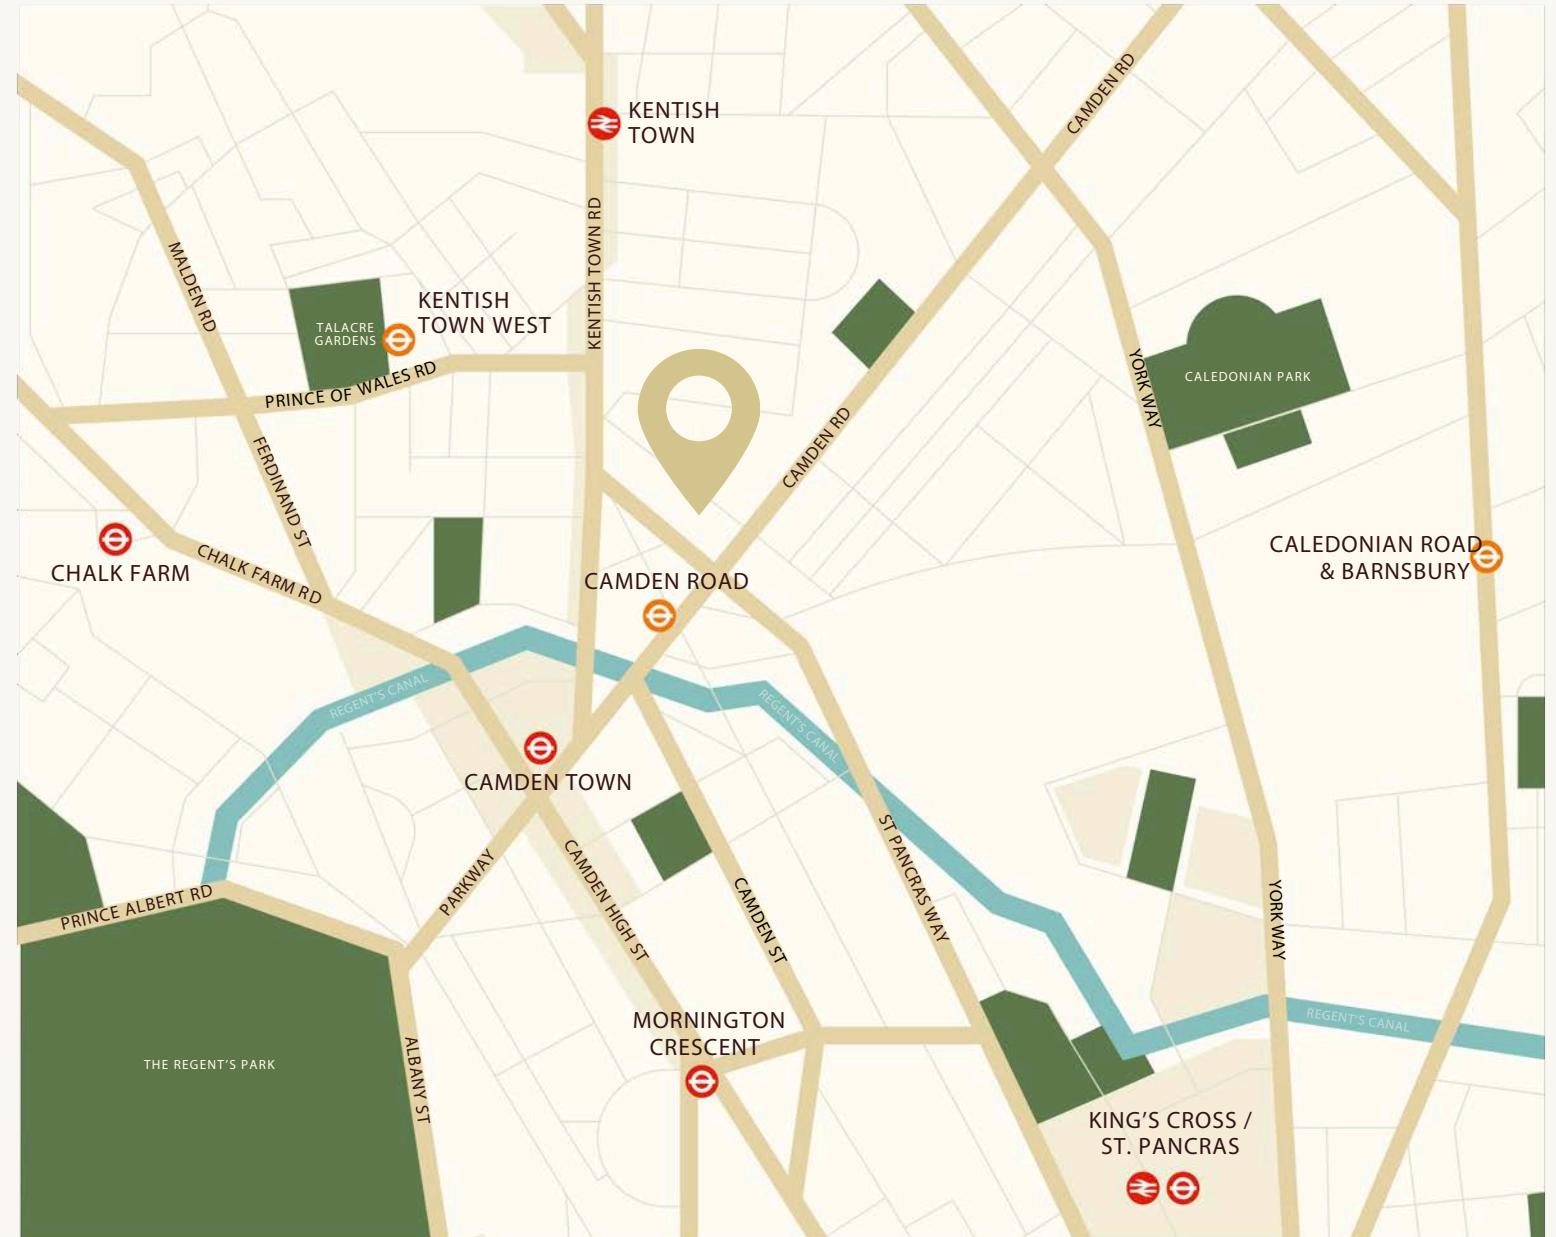 CAMDEN RD
KENTISH
TOWN
KENTISH TOWN RD
MALDEN RD
KENTISH
TOWN WEST
TALACRE
GARDENS
PRINCE OF WALES RD
YORK WAY
CALEDONIAN PARK
CAMDEN RD
FERDINAND ST
CHALK FARM
CHALK FARM RD
CAMDEN ROAD
CALEDONIAN ROAD
& BARNSBURY
REGENT'S CANAL
REGENT'S CANAL
CAMDEN TOWN
PARKWAY
CAMDEN HIGH ST
CAMDEN ST
ST PANCRAS WAY
YORK WAY
PRINCE ALBERT RD
MORNINGTON
CRESCENT
REGENT'S CANAL
THE REGENT'S PARK
ALBANY ST
KING'S CROSS /
ST. PANCRAS